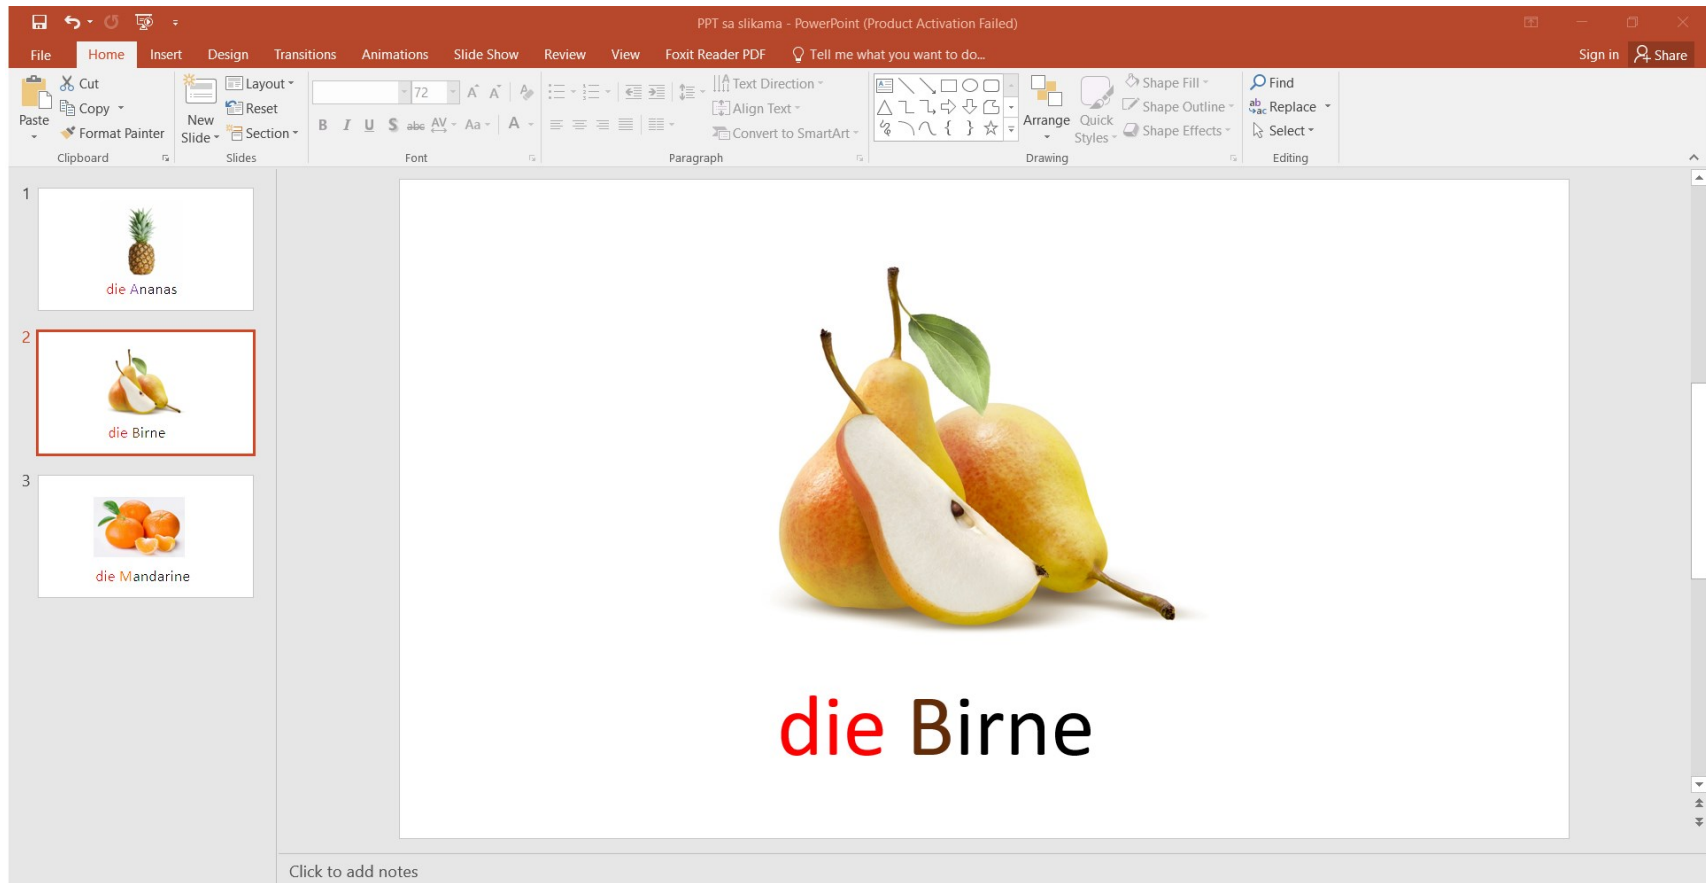 PPT sa slikama - PowerPoint (Product Activation Failed)
File Home Insert Design Transitions Animations Slide Show Review View Foxit Reader PDF Tell me what you want to do... Sign in Share
Paste
Cut
Copy
Format Painter
Clipboard
New Slide
Layout
Reset
Section
Slides
72
A A
B I U S abc AV Aa A
Font
Text Direction
Align Text
Convert to SmartArt
Paragraph
Arrange
Quick Styles
Shape Fill
Shape Outline
Shape Effects
Drawing
Find
Replace
Select
Editing
1
die Ananas
2
die Birne
3
die Mandarine
die Birne
Click to add notes